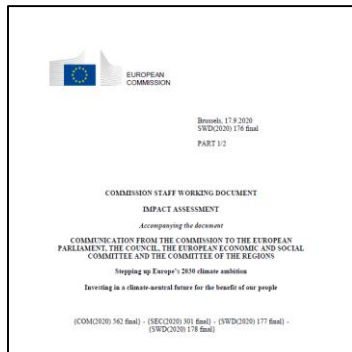 EUROPEAN
COMMISSION
Brussels, 17.9.2020
SWD(2020) 176 final
PART 1/2
COMMISSION STAFF WORKING DOCUMENT
IMPACT ASSESSMENT
Accompanying the document
COMMUNICATION FROM THE COMMISSION TO THE EUROPEAN
PARLIAMENT, THE COUNCIL, THE EUROPEAN ECONOMIC AND SOCIAL
COMMITTEE AND THE COMMITTEE OF THE REGIONS
Stepping up Europe's 2030 climate ambition
Investing in a climate-neutral future for the benefit of our people
{COM(2020) 562 final} - {SEC(2020) 301 final} - {SWD(2020) 177 final} -
{SWD(2020) 178 final}